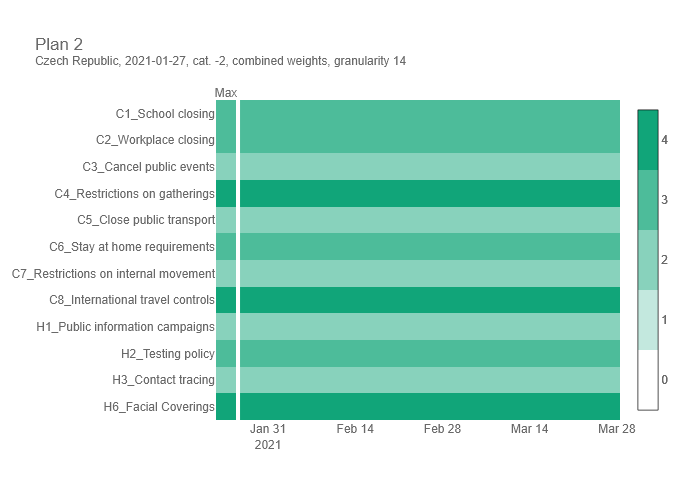 Plan 2
Czech Republic, 2021-01-27, cat. -2, combined weights, granularity 14
Max
C1_School closing
C2_Workplace closing
C3_Cancel public events
C4_Restrictions on gatherings
C5_Close public transport
C6_Stay at home requirements
C7_Restrictions on internal movement
C8_International travel controls
H1_Public information campaigns
H2_Testing policy
H3_Contact tracing
H6_Facial Coverings
4
3
2
1
0
Jan 31 Feb 14 Feb 28 Mar 14 Mar 28
2021